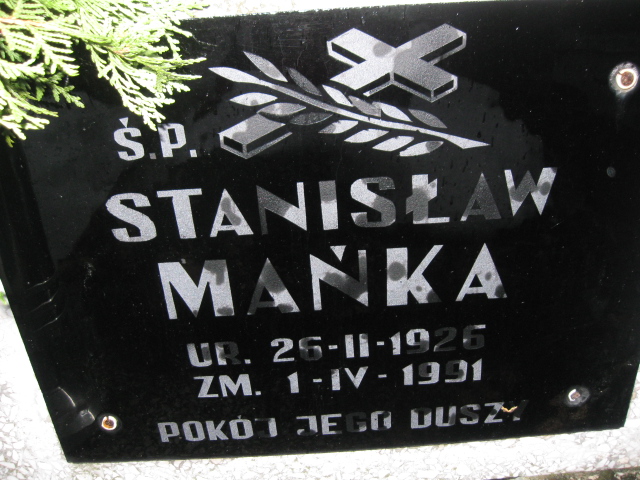 Ś.P.
STANISŁAW
MAŃKA
UR. 26-II-1926
ZM. 1-IV-1991
POKÓJ JEGO DUSZY